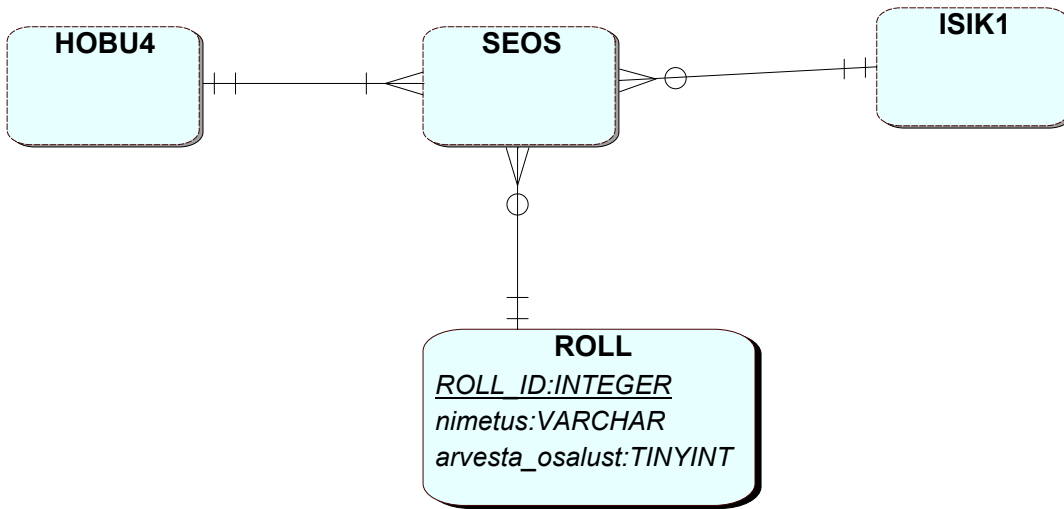 HOBU4
SEOS
ISIK1
ROLL
ROLL_ID:INTEGER
nimetus:VARCHAR
arvesta_osalust:TINYINT